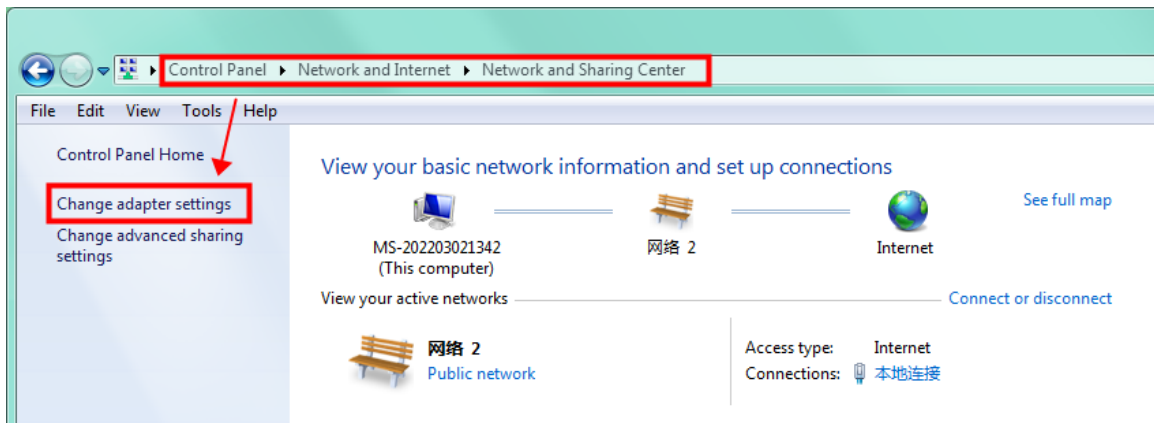 Control Panel Network and Internet Network and Sharing Center
File Edit View Tools Help
Control Panel Home
Change adapter settings
Change advanced sharing
settings
View your basic network information and set up connections
See full map
MS-202203021342
(This computer)
网络 2
Internet
View your active networks
Connect or disconnect
网络 2
Public network
Access type: Internet
Connections: 本地连接